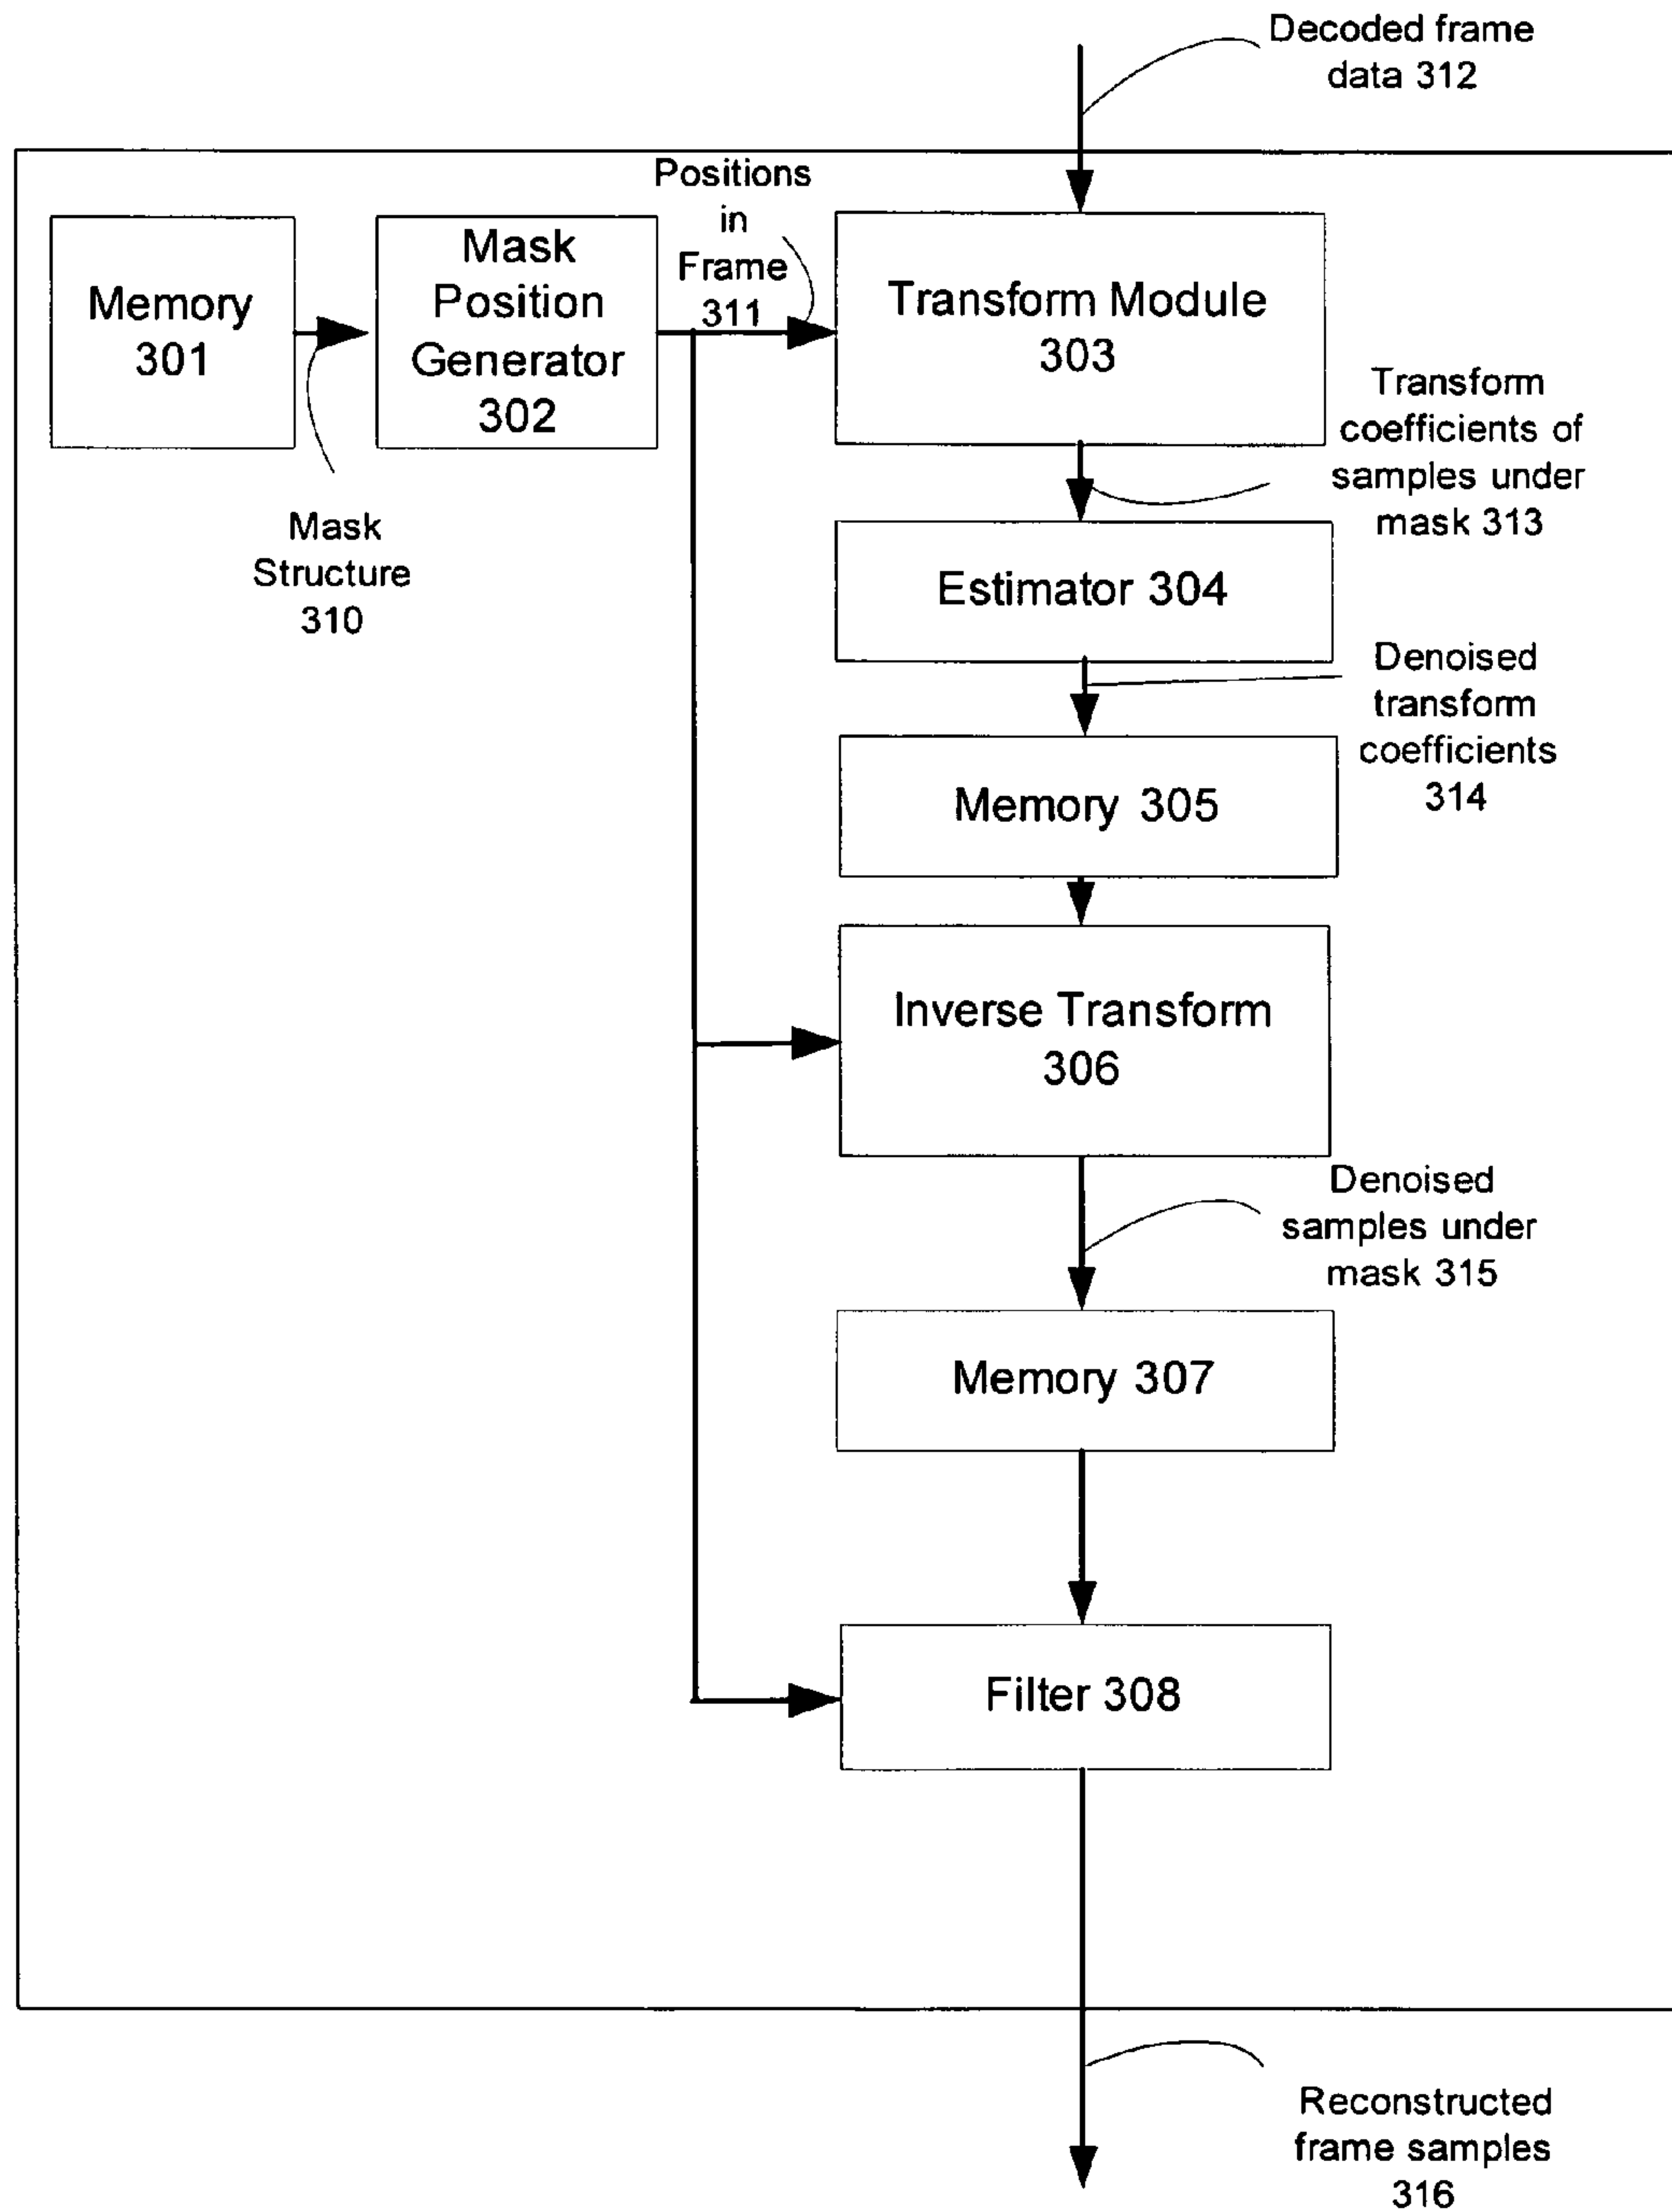 Decoded frame
data 312
Positions
in
Frame
311
Memory
301
Mask
Position
Generator
302
Transform Module
303
Transform
coefficients of
samples under
mask 313
Mask
Structure
310
Estimator 304
Denoised
transform
coefficients
314
Memory 305
Inverse Transform
306
Denoised
samples under
mask 315
Memory 307
Filter 308
Reconstructed
frame samples
316